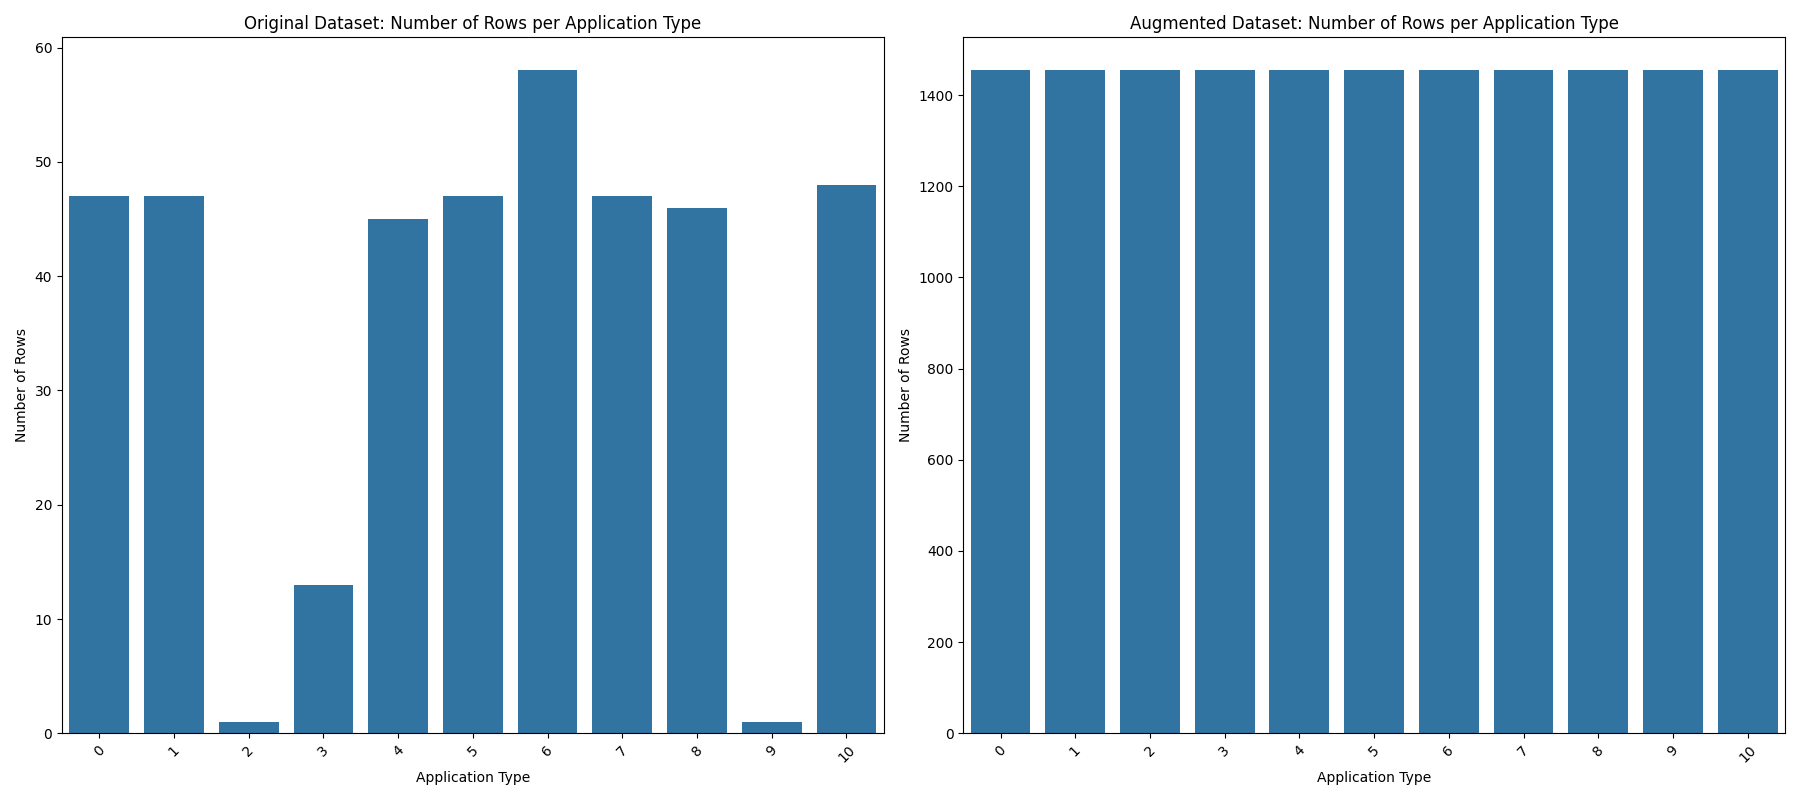 Original Dataset: Number of Rows per Application Type
Number of Rows
60
50
40
30
20
10
0
0 1 2 3 4 5 6 7 8 9 10
Application Type
Augmented Dataset: Number of Rows per Application Type
Number of Rows
1400
1200
1000
800
600
400
200
0
0 1 2 3 4 5 6 7 8 9 10
Application Type